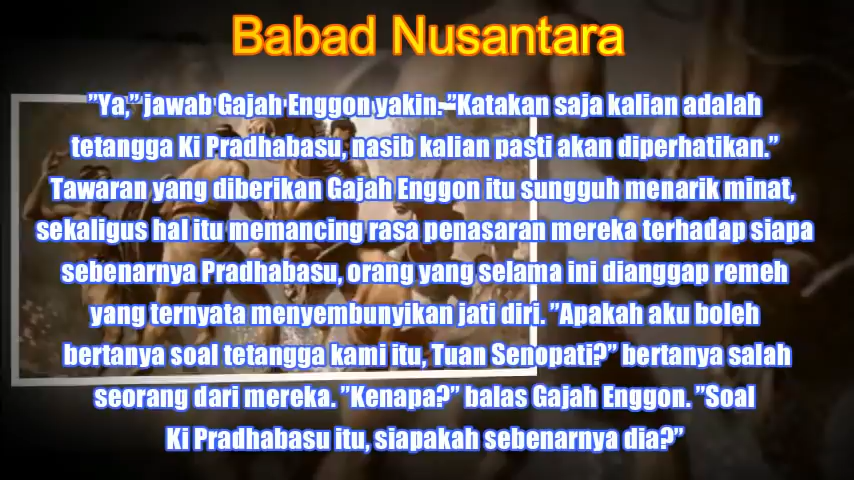 Babad Nusantara
”Ya,” jawab Gajah Enggon yakin. ”Katakan saja kalian adalah
tetangga Ki Pradhabasu, nasib kalian pasti akan diperhatikan.”
Tawaran yang diberikan Gajah Enggon itu sungguh menarik minat,
sekaligus hal itu memancing rasa penasaran mereka terhadap siapa
sebenarnya Pradhabasu, orang yang selama ini dianggap remeh
yang ternyata menyembunyikan jati diri. ”Apakah aku boleh
bertanya soal tetangga kami itu, Tuan Senopati?” bertanya salah
seorang dari mereka. ”Kenapa?” balas Gajah Enggon. ”Soal
Ki Pradhabasu itu, siapakah sebenarnya dia?”